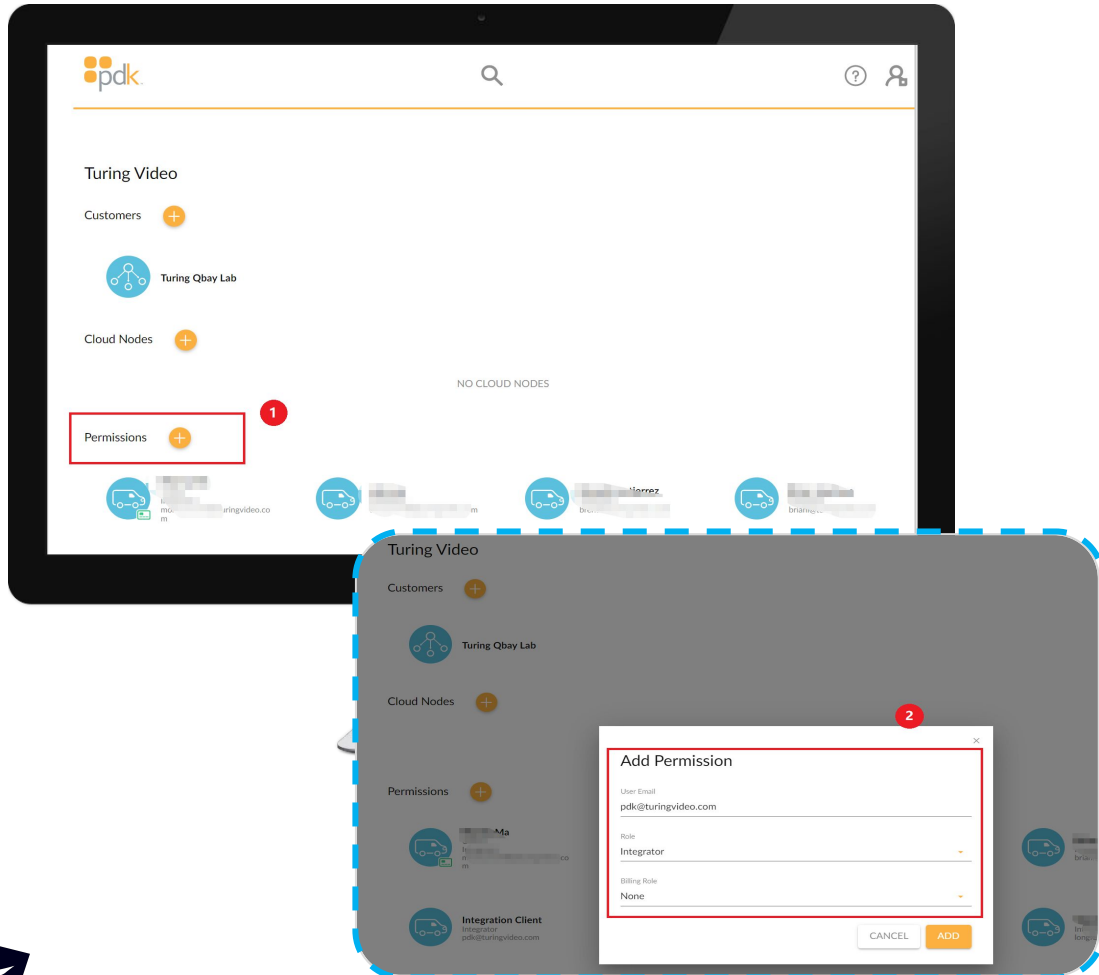 pdk.
Turing Video
Customers
Turing Qbay Lab
Cloud Nodes
NO CLOUD NODES
Permissions
1
uringvideo.co
m
m
Turing Video
Customers
Turing Qbay Lab
Cloud Nodes
2
Add Permission
User Email
pdk@turingvideo.com
Role
Integrator
Billing Role
None
CANCEL ADD
Permissions
Ma
co
m
Integration Client
Integrator
pdk@turingvideo.com